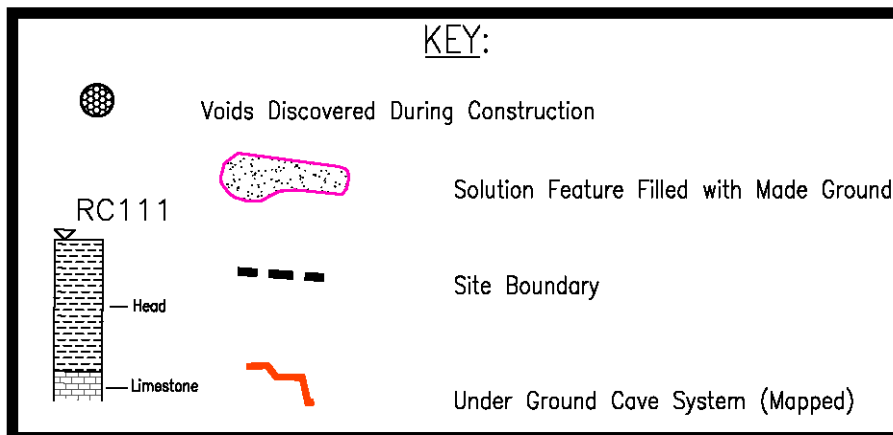 KEY:
Voids Discovered During Construction
Solution Feature Filled with Made Ground
RC111
Site Boundary
Head
Limestone
Under Ground Cave System (Mapped)